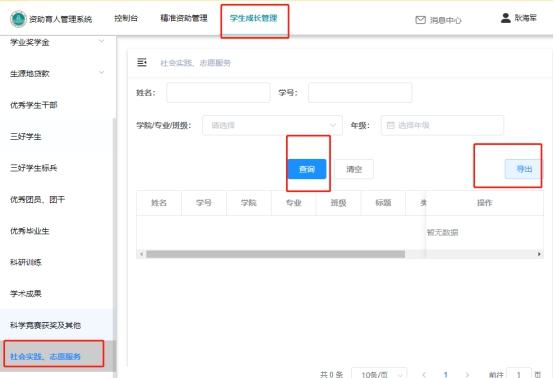 资助育人管理系统 控制台 精准资助管理 学生成长管理 消息中心 耿海军
学业奖学金
生源地贷款
优秀学生干部
三好学生
三好学生标兵
优秀团员、团干
优秀毕业生
科研训练
学术成果
科学竞赛获奖及其他
社会实践、志愿服务
社会实践、志愿服务
姓名： 学号：
学院/专业/班级： 请选择 年级： 选择年级
查询 清空 导出
姓名 学号 学院 专业 班级 标题 操作
暂无数据
共 0 条 10条/页 1 前往 1 页